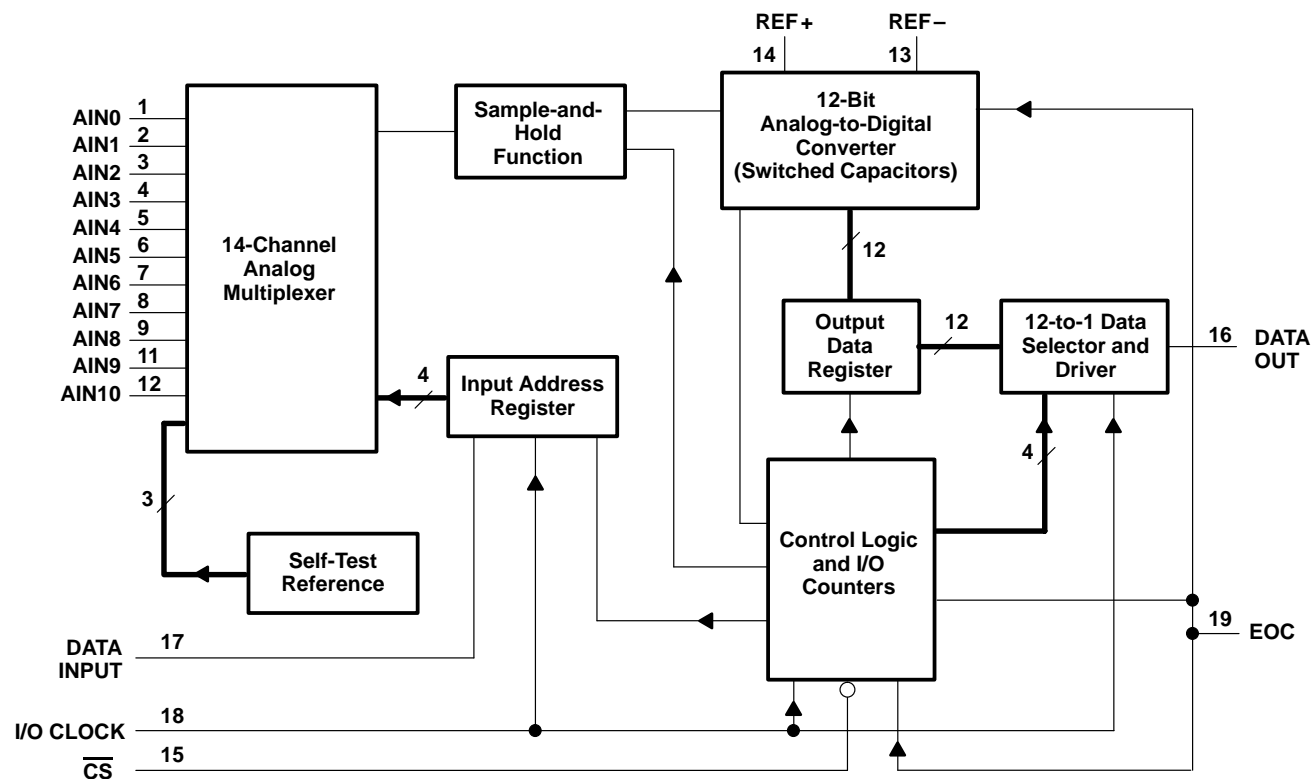 REF+
REF–
14
13
12-Bit
Analog-to-Digital
Converter
(Switched Capacitors)
Sample-and-
Hold
Function
14-Channel
Analog
Multiplexer
AIN0
1
AIN1
2
AIN2
3
AIN3
4
AIN4
5
AIN5
6
AIN6
7
AIN7
8
AIN8
9
AIN9
11
AIN10
12
12
Output
Data
Register
12
12-to-1 Data
Selector and
Driver
16
DATA
OUT
4
Input Address
Register
4
3
Self-Test
Reference
Control Logic
and I/O
Counters
19
EOC
DATA
INPUT
17
I/O CLOCK
18
CS
15